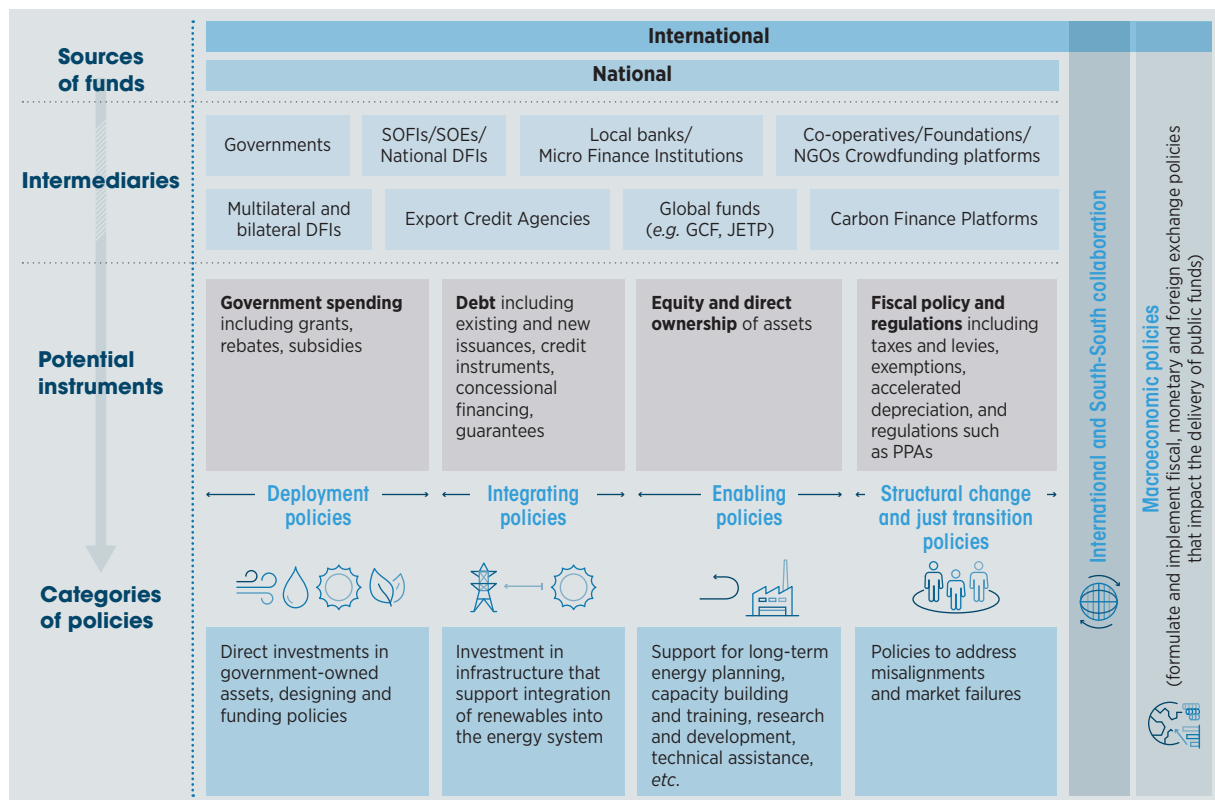 Sources
of funds
International
National
Intermediaries
Governments
SOFIs/SOEs/
National DFIs
Local banks/
Micro Finance Institutions
Co-operatives/Foundations/
NGOs Crowdfunding platforms
Multilateral and
bilateral DFIs
Export Credit Agencies
Global funds
(e.g. GCF, JETP)
Carbon Finance Platforms
Potential
instruments
Government spending
including grants,
rebates, subsidies
Debt including
existing and new
issuances, credit
instruments,
concessional
financing,
guarantees
Equity and direct
ownership of assets
Fiscal policy and
regulations including
taxes and levies,
exemptions,
accelerated
depreciation, and
regulations such
as PPAs
Categories
of policies
Deployment
policies
Integrating
policies
Enabling
policies
Structural change
and just transition
policies
Direct investments in
government-owned
assets, designing and
funding policies
Investment in
infrastructure that
support integration
of renewables into
the energy system
Support for long-term
energy planning,
capacity building
and training, research
and development,
technical assistance,
etc.
Policies to address
misalignments
and market failures
International and South-South collaboration
Macroeconomic policies
(formulate and implement fiscal, monetary and foreign exchange policies
that impact the delivery of public funds)